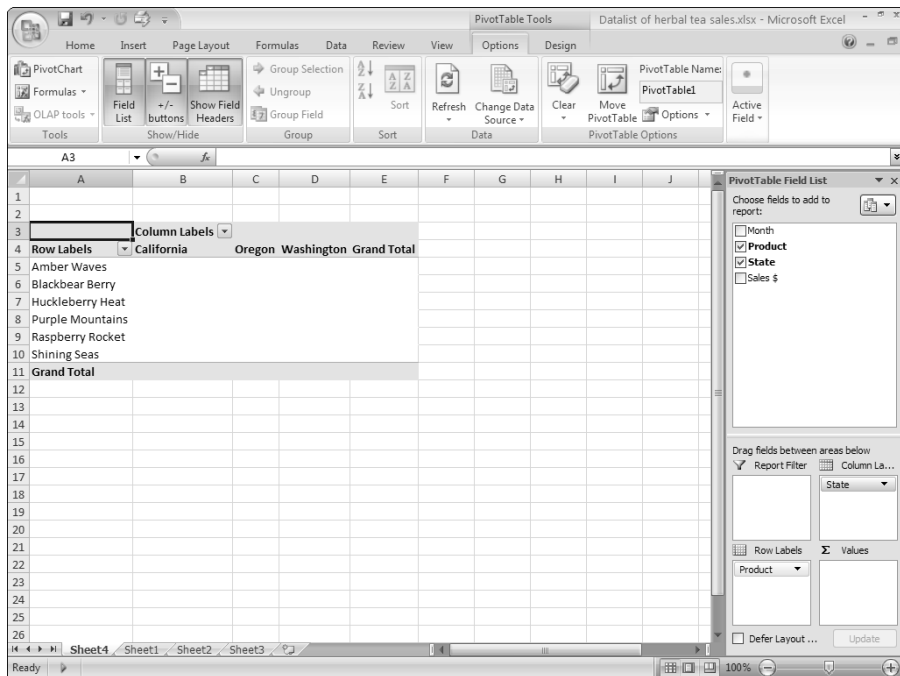 PivotTable Tools Datalist of herbal tea sales.xlsx - Microsoft Excel
Home Insert Page Layout Formulas Data Review View Options Design
PivotChart
Formulas
OLAP tools
Tools
Field List
+/- buttons
Show Field Headers
Show/Hide
Group Selection
Ungroup
Group Field
Group
Sort
Sort
Refresh
Change Data Source
Data
Clear
Move PivotTable
PivotTable Name:
PivotTable1
Options
PivotTable Options
Active Field
A3 fx
A B C D E F G H I J
1
2
3 Column Labels
4 Row Labels California Oregon Washington Grand Total
5 Amber Waves
6 Blackbear Berry
7 Huckleberry Heat
8 Purple Mountains
9 Raspberry Rocket
10 Shining Seas
11 Grand Total
12
13
14
15
16
17
18
19
20
21
22
23
24
25
26
PivotTable Field List
Choose fields to add to
report:
Month
Product
State
Sales $
Drag fields between areas below
Report Filter Column La...
State
Row Labels Σ Values
Product
Defer Layout ... Update
Sheet4 Sheet1 Sheet2 Sheet3
Ready 100%